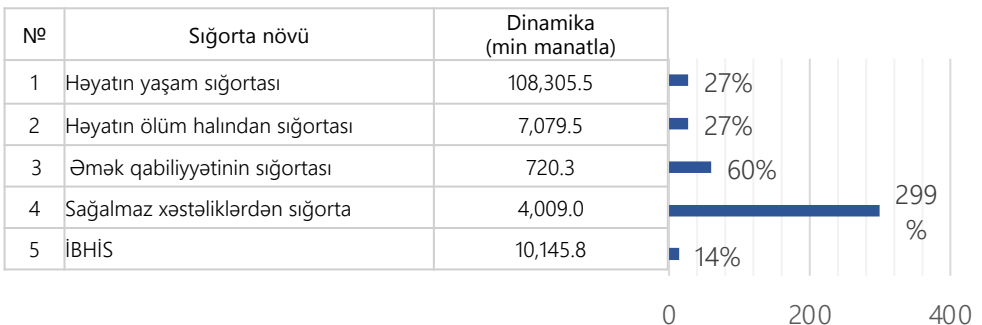 № Sığorta növü Dinamika
(min manatla)
1 Həyatın yaşam sığortası 108,305.5 27%
2 Həyatın ölüm halından sığortası 7,079.5 27%
3 Əmək qabiliyyətinin sığortası 720.3 60%
4 Sağalmaz xəstəliklərdən sığorta 4,009.0 299
%
5 İBHİS 10,145.8 14%
0 200 400